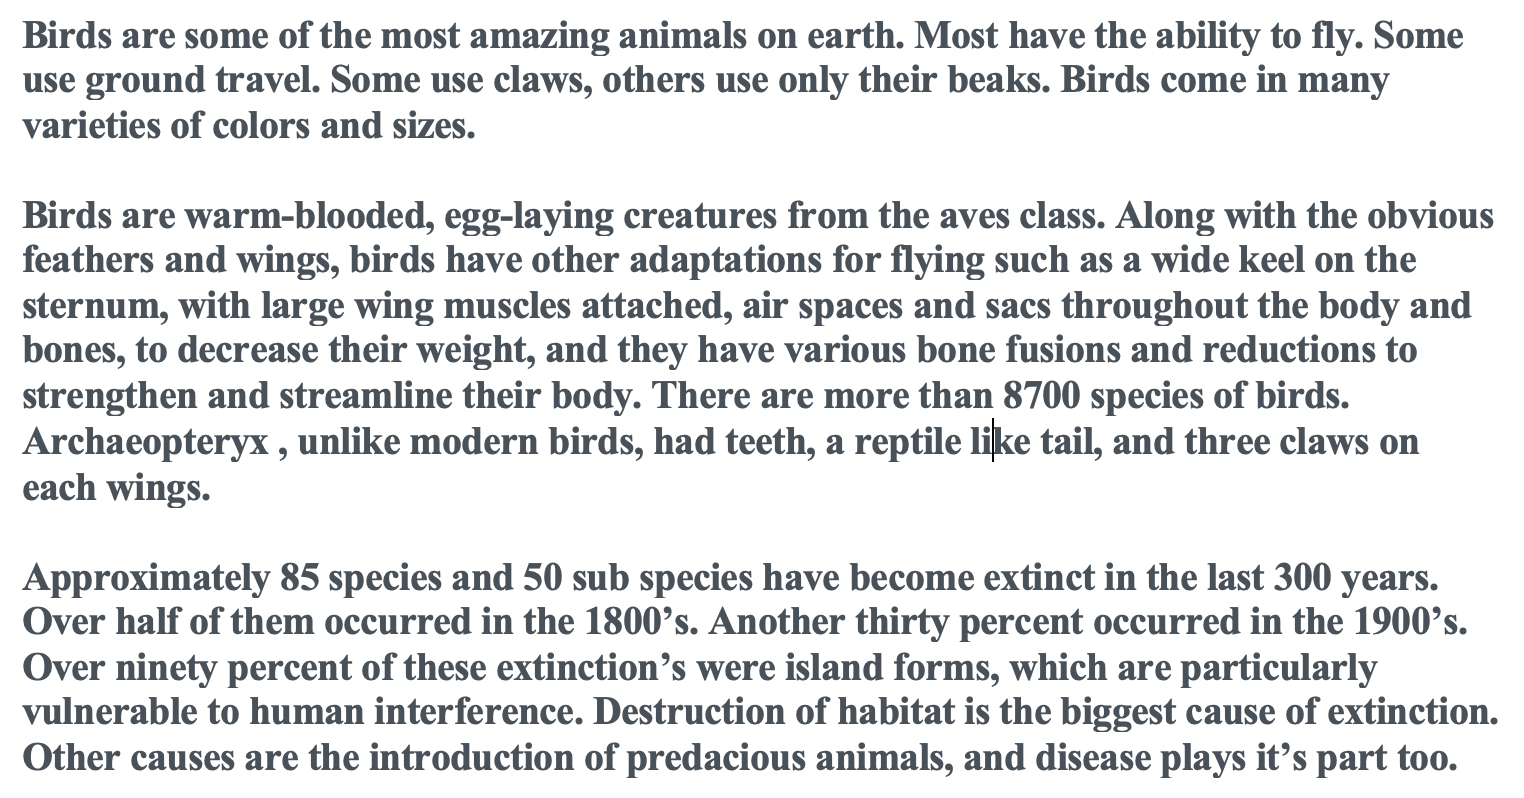 Birds are some of the most amazing animals on earth. Most have the ability to fly. Some
use ground travel. Some use claws, others use only their beaks. Birds come in many
varieties of colors and sizes.
Birds are warm-blooded, egg-laying creatures from the aves class. Along with the obvious
feathers and wings, birds have other adaptations for flying such as a wide keel on the
sternum, with large wing muscles attached, air spaces and sacs throughout the body and
bones, to decrease their weight, and they have various bone fusions and reductions to
strengthen and streamline their body. There are more than 8700 species of birds.
Archaeopteryx , unlike modern birds, had teeth, a reptile like tail, and three claws on
each wings.
Approximately 85 species and 50 sub species have become extinct in the last 300 years.
Over half of them occurred in the 1800’s. Another thirty percent occurred in the 1900’s.
Over ninety percent of these extinction’s were island forms, which are particularly
vulnerable to human interference. Destruction of habitat is the biggest cause of extinction.
Other causes are the introduction of predacious animals, and disease plays it’s part too.